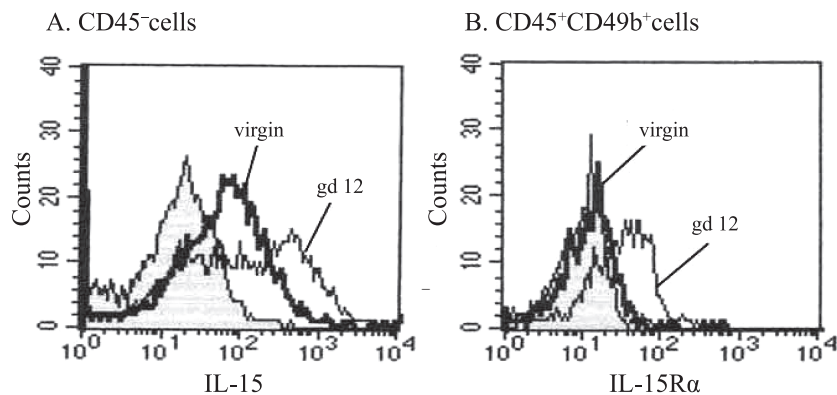 A. CD45⁻cells
B. CD45⁺CD49b⁺cells
40
30
20
10
0
Counts
virgin
gd 12
10⁰ 10¹ 10² 10³ 10⁴
IL-15
40
30
20
10
0
Counts
virgin
gd 12
10⁰ 10¹ 10² 10³ 10⁴
IL-15Rα